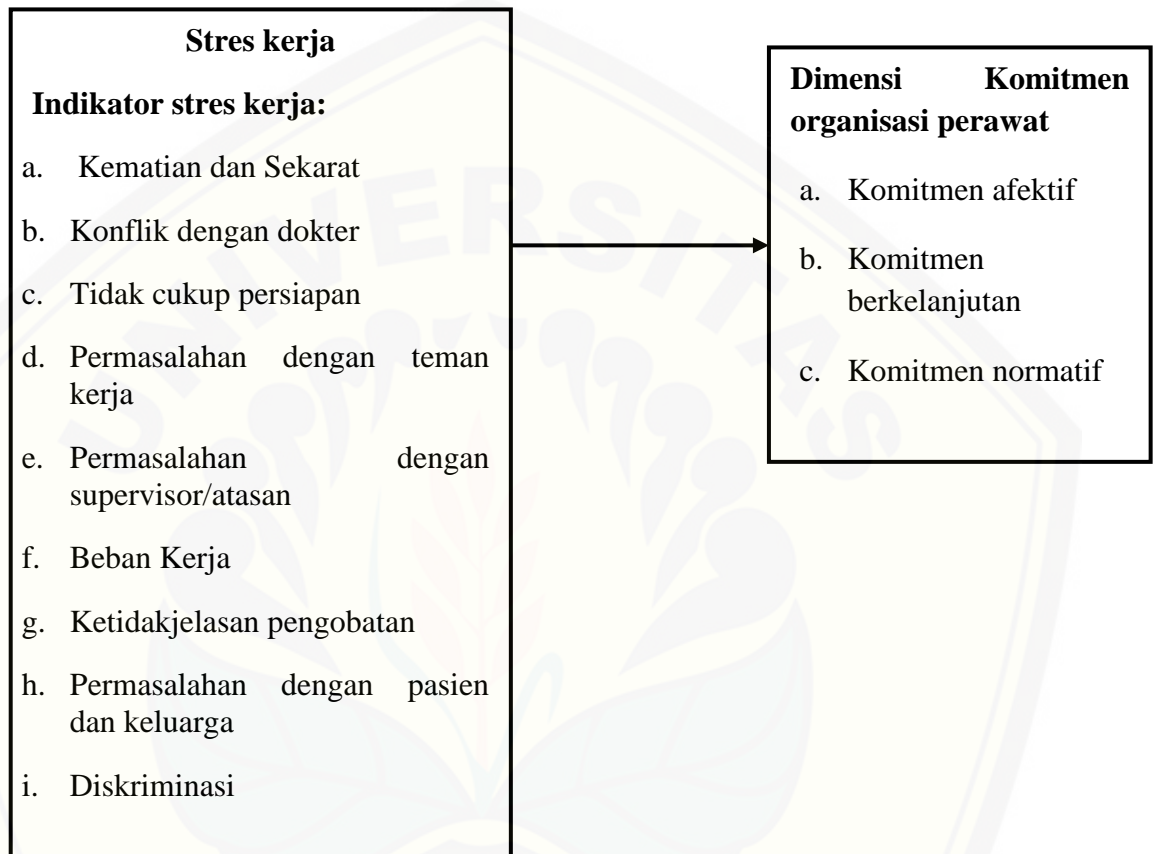 Stres kerja
Indikator stres kerja:
a. Kematian dan Sekarat
b. Konflik dengan dokter
c. Tidak cukup persiapan
d. Permasalahan dengan teman
kerja
e. Permasalahan dengan
supervisor/atasan
f. Beban Kerja
g. Ketidakjelasan pengobatan
h. Permasalahan dengan pasien
dan keluarga
i. Diskriminasi
Dimensi Komitmen
organisasi perawat
a. Komitmen afektif
b. Komitmen
berkelanjutan
c. Komitmen normatif
UNIVERSITAS